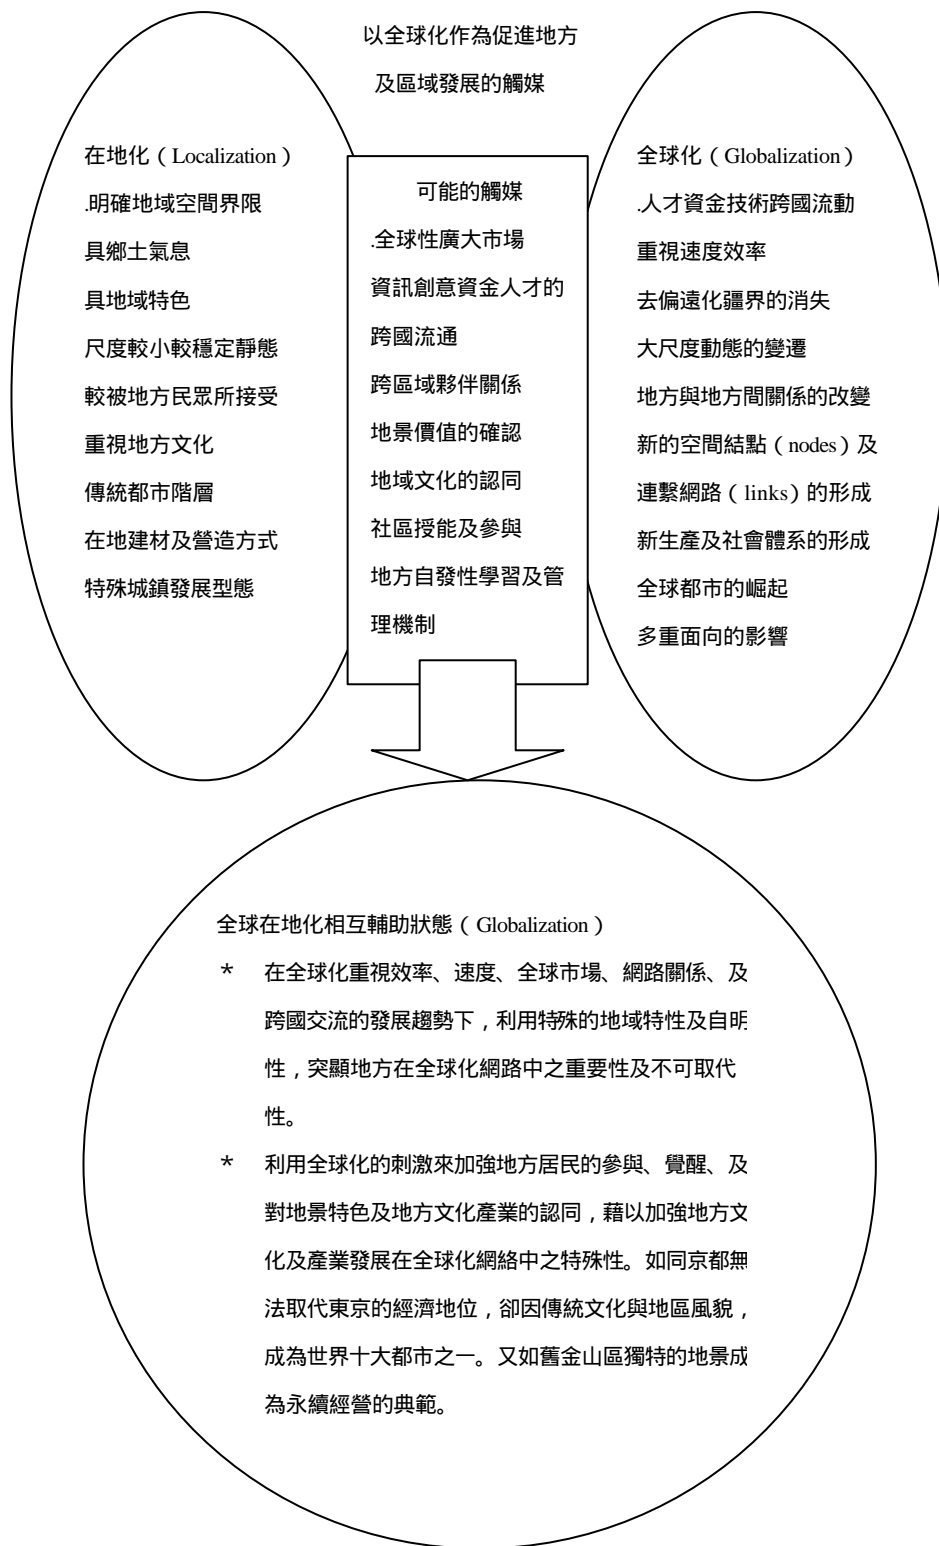 以全球化作為促進地方
及區域發展的觸媒
在地化（Localization）
.明確地域空間界限
具鄉土氣息
具地域特色
尺度較小較穩定靜態
較被地方民眾所接受
重視地方文化
傳統都市階層
在地建材及營造方式
特殊城鎮發展型態
可能的觸媒
.全球性廣大市場
資訊創意資金人才的
跨國流通
跨區域夥伴關係
地景價值的確認
地域文化的認同
社區授能及參與
地方自發性學習及管
理機制
全球化（Globalization）
.人才資金技術跨國流動
重視速度效率
去偏遠化疆界的消失
大尺度動態的變遷
地方與地方間關係的改變
新的空間結點（nodes）及
連繫網路（links）的形成
新生產及社會體系的形成
全球都市的崛起
多重面向的影響
全球在地化相互輔助狀態（Globalization）
* 在全球化重視效率、速度、全球市場、網路關係、及
跨國交流的發展趨勢下，利用特殊的地域特性及自明
性，突顯地方在全球化網路中之重要性及不可取代
性。
* 利用全球化的刺激來加強地方居民的參與、覺醒、及
對地景特色及地方文化產業的認同，藉以加強地方文
化及產業發展在全球化網絡中之特殊性。如同京都無
法取代東京的經濟地位，卻因傳統文化與地區風貌，
成為世界十大都市之一。又如舊金山區獨特的地景成
為永續經營的典範。